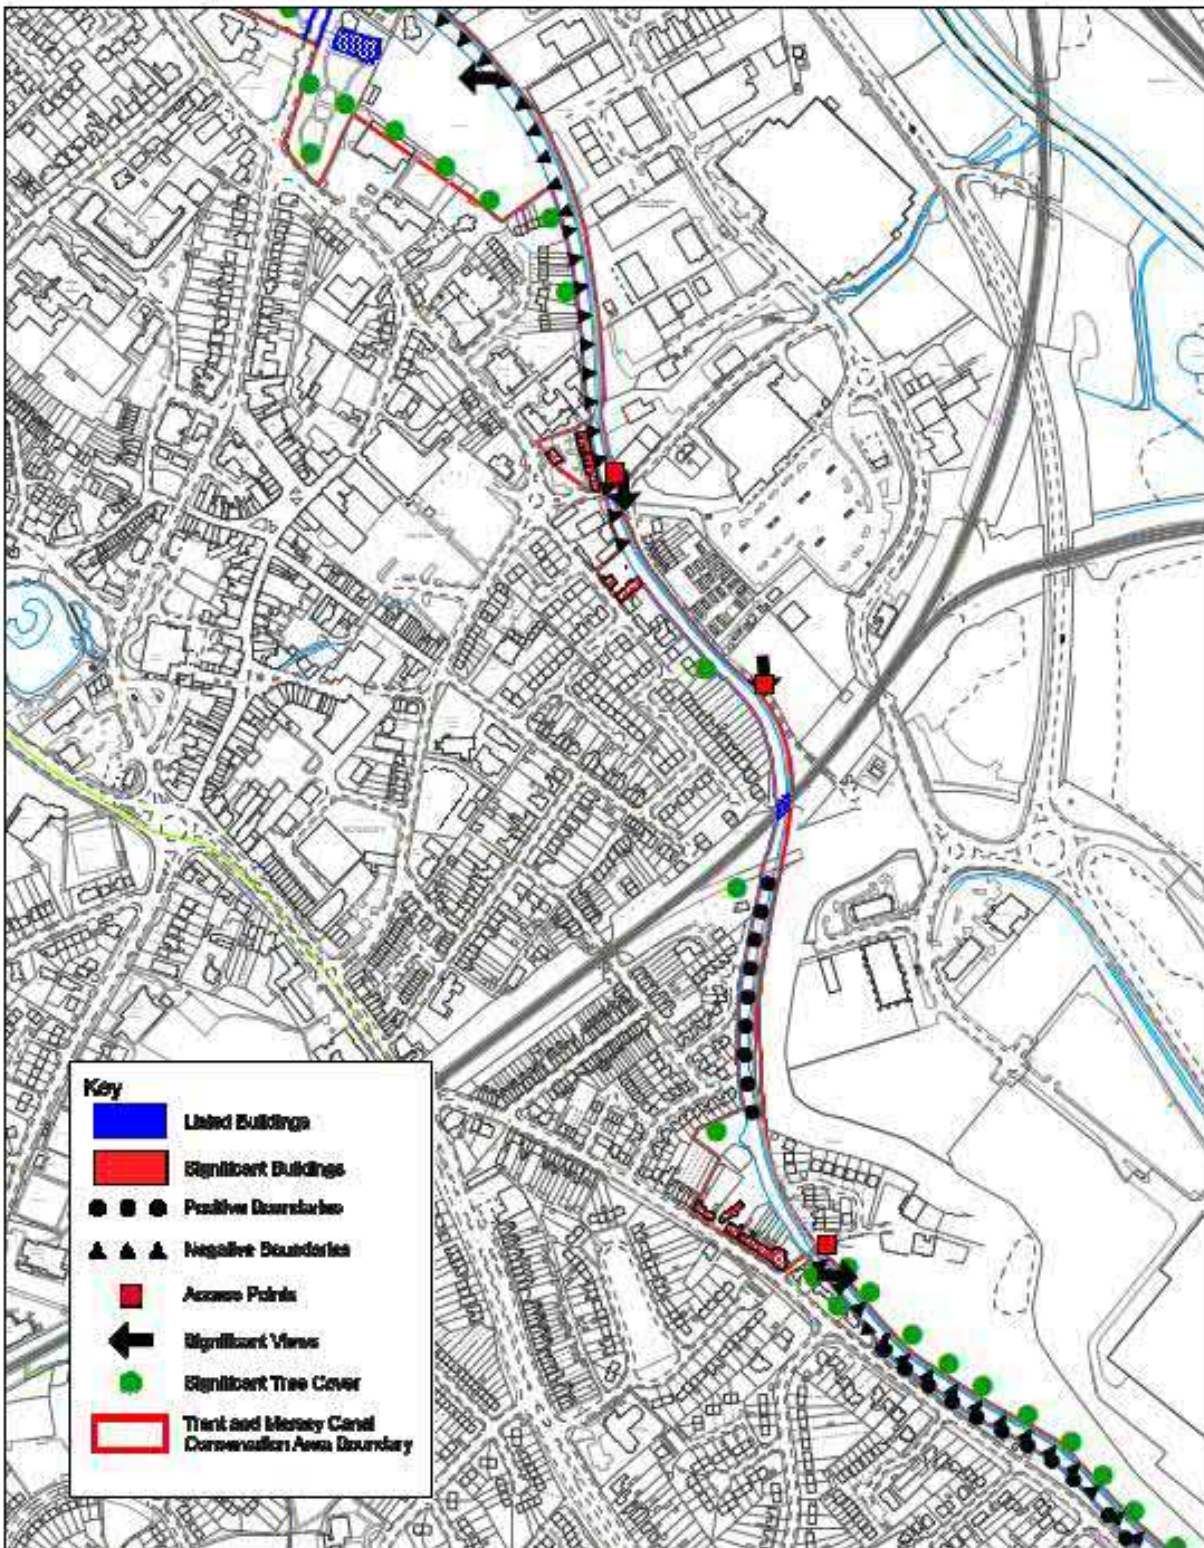 Key
Listed Buildings
Significant Buildings
Positive Boundaries
Negative Boundaries
Access Points
Significant Views
Significant Tree Cover
Trent and Mersey Canal
Conservation Area Boundary